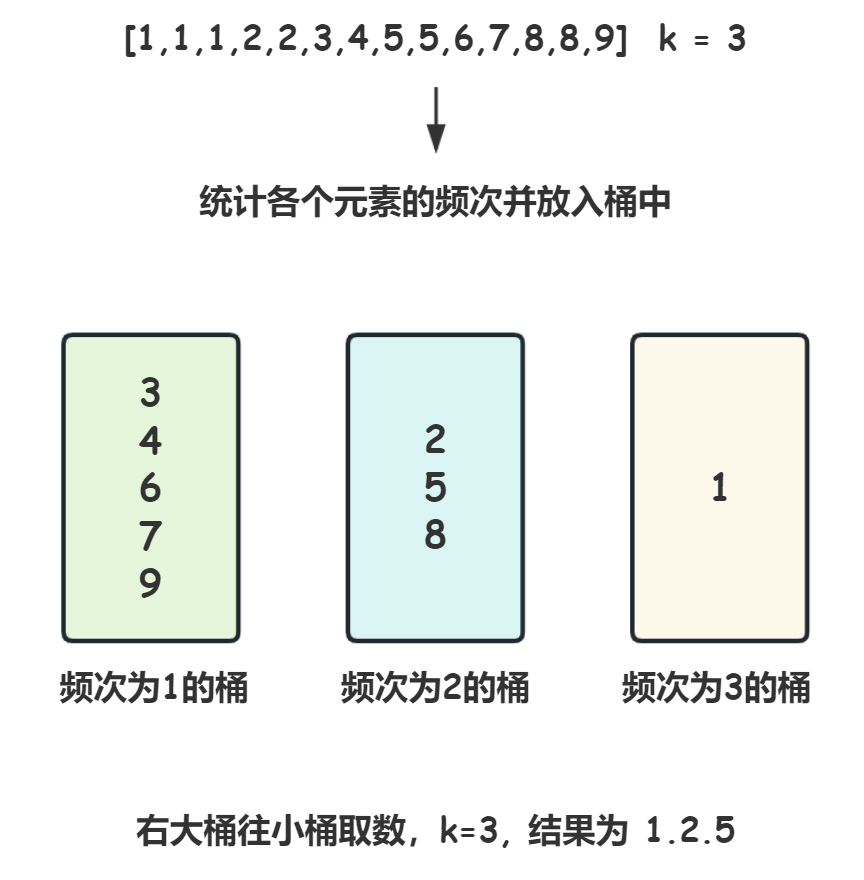 [1,1,1,2,2,3,4,5,5,6,7,8,8,9] k = 3
统计各个元素的频次并放入桶中
3
4
6
7
9
频次为1的桶
2
5
8
频次为2的桶
1
频次为3的桶
右大桶往小桶取数，k=3, 结果为 1.2.5